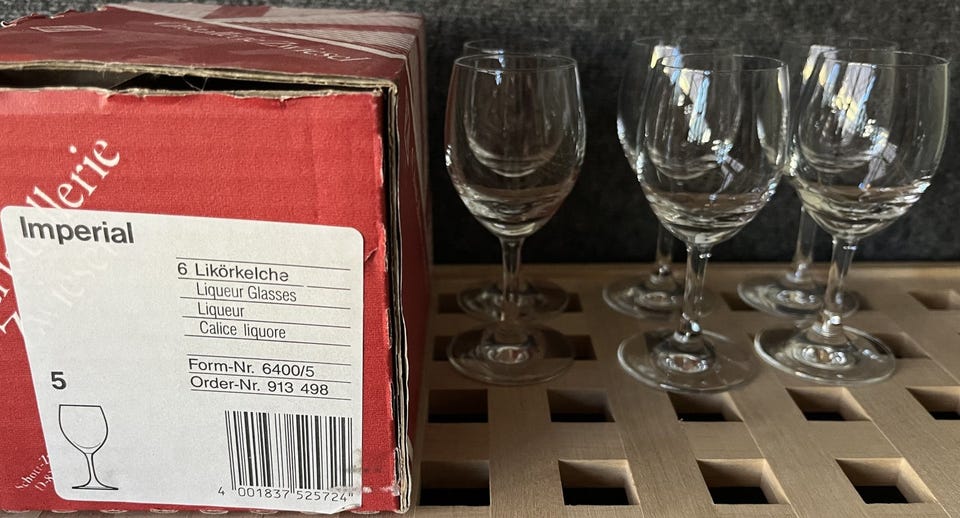 Imperial
6 Likörkelche
Liqueur Glasses
Liqueur
Calice liquore
Form-Nr. 6400/5
Order-Nr. 913 498
5
4 001837 525724